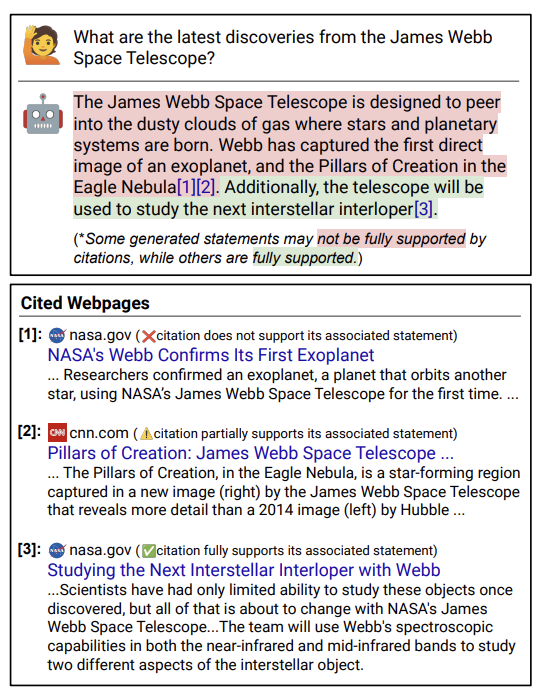 What are the latest discoveries from the James Webb
Space Telescope?
The James Webb Space Telescope is designed to peer
into the dusty clouds of gas where stars and planetary
systems are born. Webb has captured the first direct
image of an exoplanet, and the Pillars of Creation in the
Eagle Nebula[1][2]. Additionally, the telescope will be
used to study the next interstellar interloper[3].
(*Some generated statements may not be fully supported by
citations, while others are fully supported.)
Cited Webpages
[1]: NASA nasa.gov (❌citation does not support its associated statement)
NASA's Webb Confirms Its First Exoplanet
... Researchers confirmed an exoplanet, a planet that orbits another
star, using NASA's James Webb Space Telescope for the first time. ...
[2]: CNN cnn.com (⚠️citation partially supports its associated statement)
Pillars of Creation: James Webb Space Telescope ...
... The Pillars of Creation, in the Eagle Nebula, is a star-forming region
captured in a new image (right) by the James Webb Space Telescope
that reveals more detail than a 2014 image (left) by Hubble ...
[3]: NASA nasa.gov (✅citation fully supports its associated statement)
Studying the Next Interstellar Interloper with Webb
...Scientists have had only limited ability to study these objects once
discovered, but all of that is about to change with NASA's James
Webb Space Telescope...The team will use Webb's spectroscopic
capabilities in both the near-infrared and mid-infrared bands to study
two different aspects of the interstellar object.